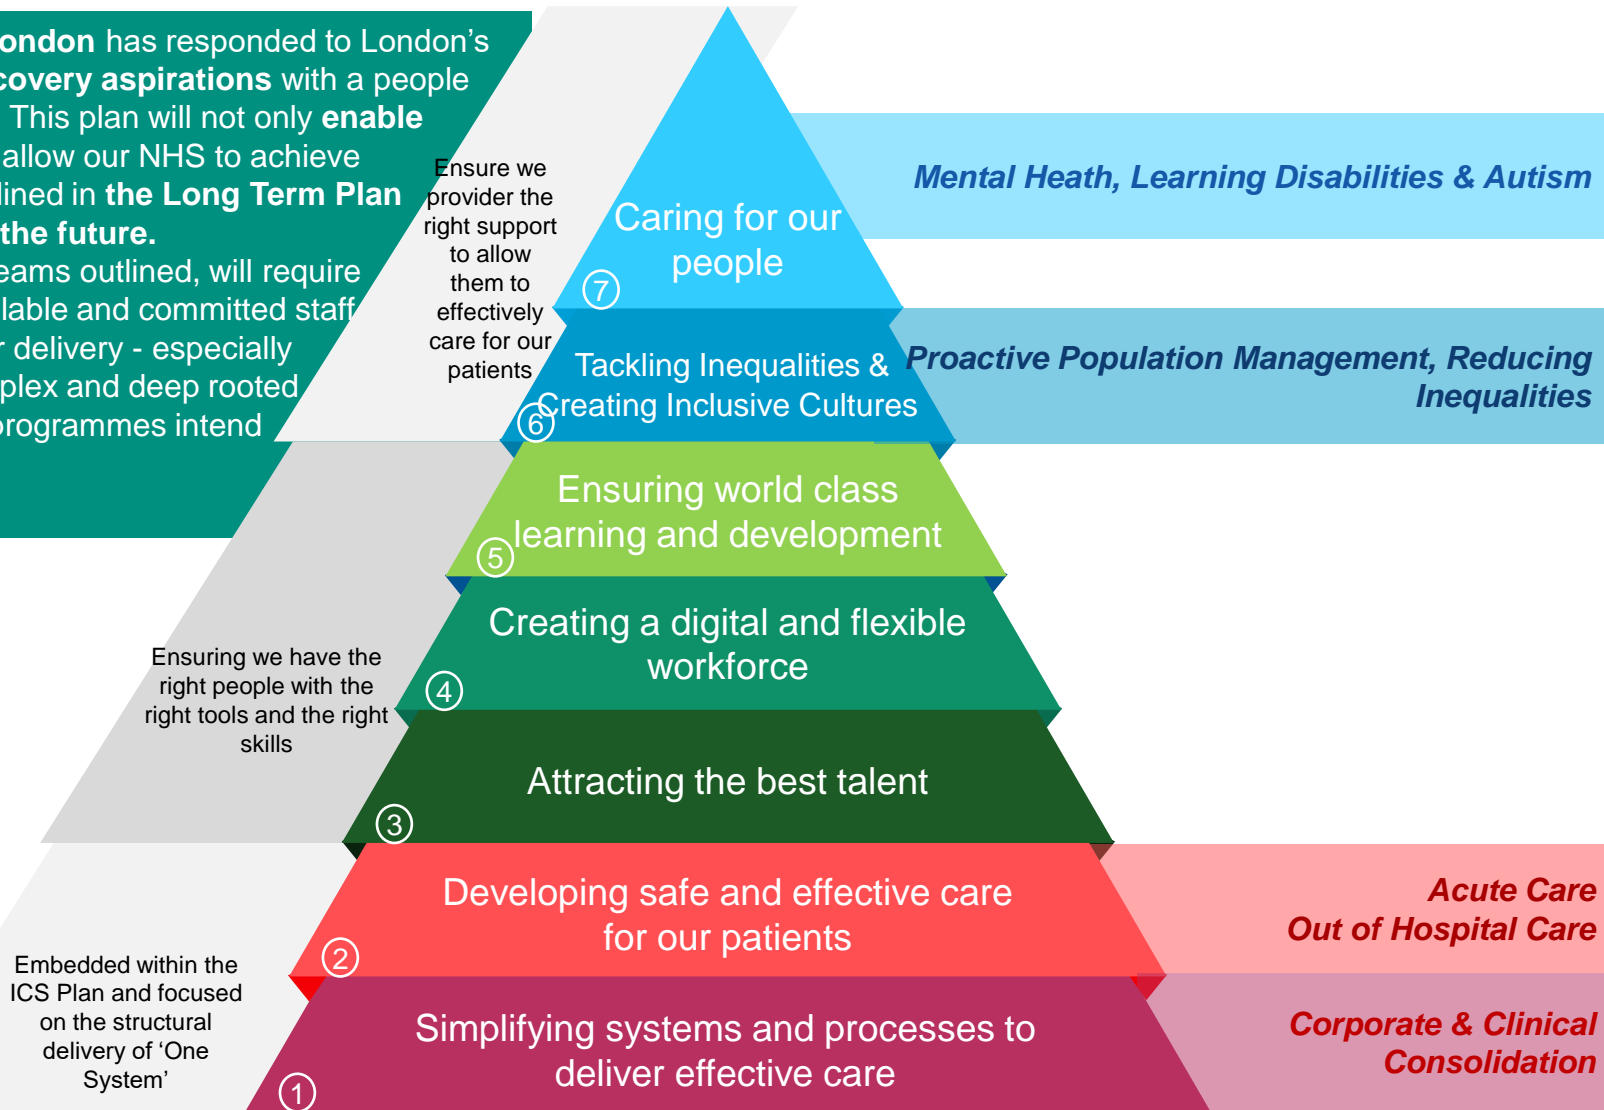 London has responded to London's
recovery aspirations with a people
This plan will not only enable
allow our NHS to achieve
in the Long Term Plan
the future.
outlined, will require
and committed staff
delivery - especially
and deep rooted
programmes intend
Ensure we
provider the
right support
to allow
them to
effectively
care for our
patients
Ensuring we have the
right people with the
right tools and the right
skills
Embedded within the
ICS Plan and focused
on the structural
delivery of ‘One
System’
Caring for our
people
7
Tackling Inequalities &
Creating Inclusive Cultures
6
Ensuring world class
learning and development
5
Creating a digital and flexible
workforce
4
Attracting the best talent
3
Developing safe and effective care
for our patients
2
Simplifying systems and processes to
deliver effective care
1
Mental Heath, Learning Disabilities & Autism
Proactive Population Management, Reducing
Inequalities
Acute Care
Out of Hospital Care
Corporate & Clinical
Consolidation